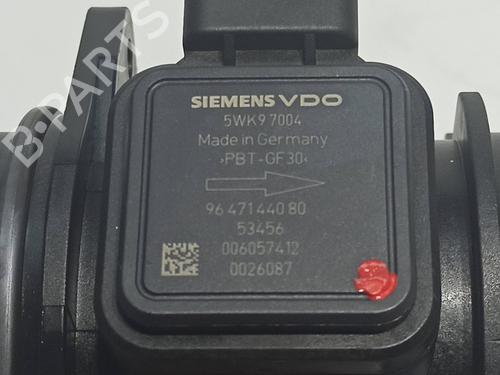 B-PARTS
SIEMENS VDO
5WK9 7004
Made in Germany
›PBT-GF30‹
96 471 440 80
53456
006057412
0026087